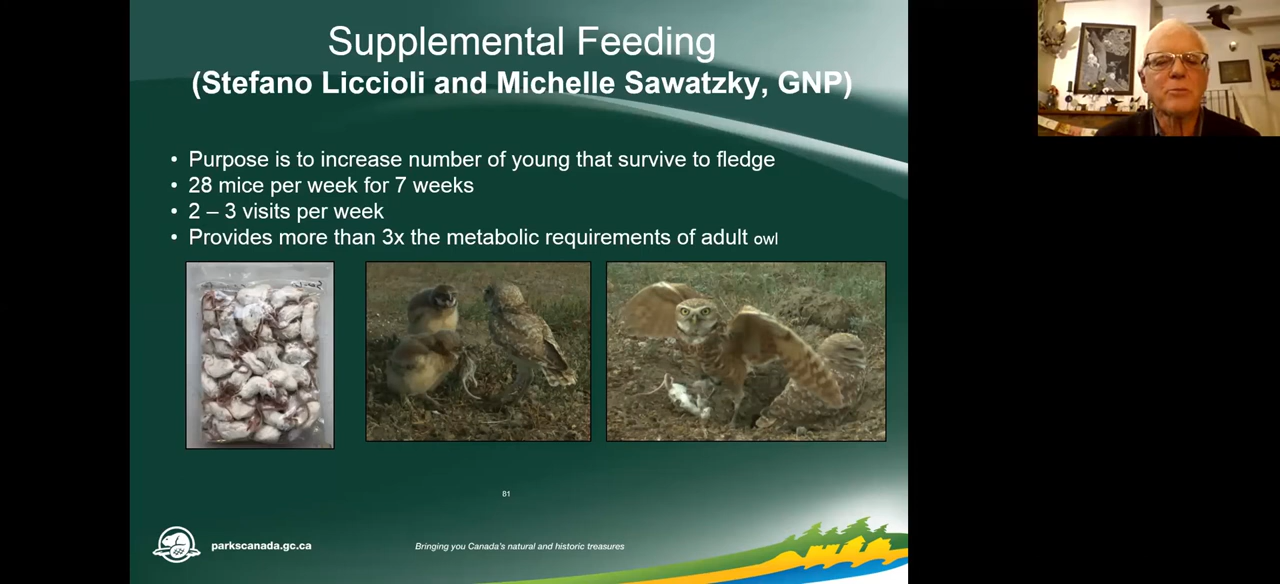 Supplemental Feeding
(Stefano Liccioli and Michelle Sawatzky, GNP)
• Purpose is to increase number of young that survive to fledge
• 28 mice per week for 7 weeks
• 2 – 3 visits per week
• Provides more than 3x the metabolic requirements of adult owl
81
parkscanada.gc.ca
Bringing you Canada's natural and historic treasures